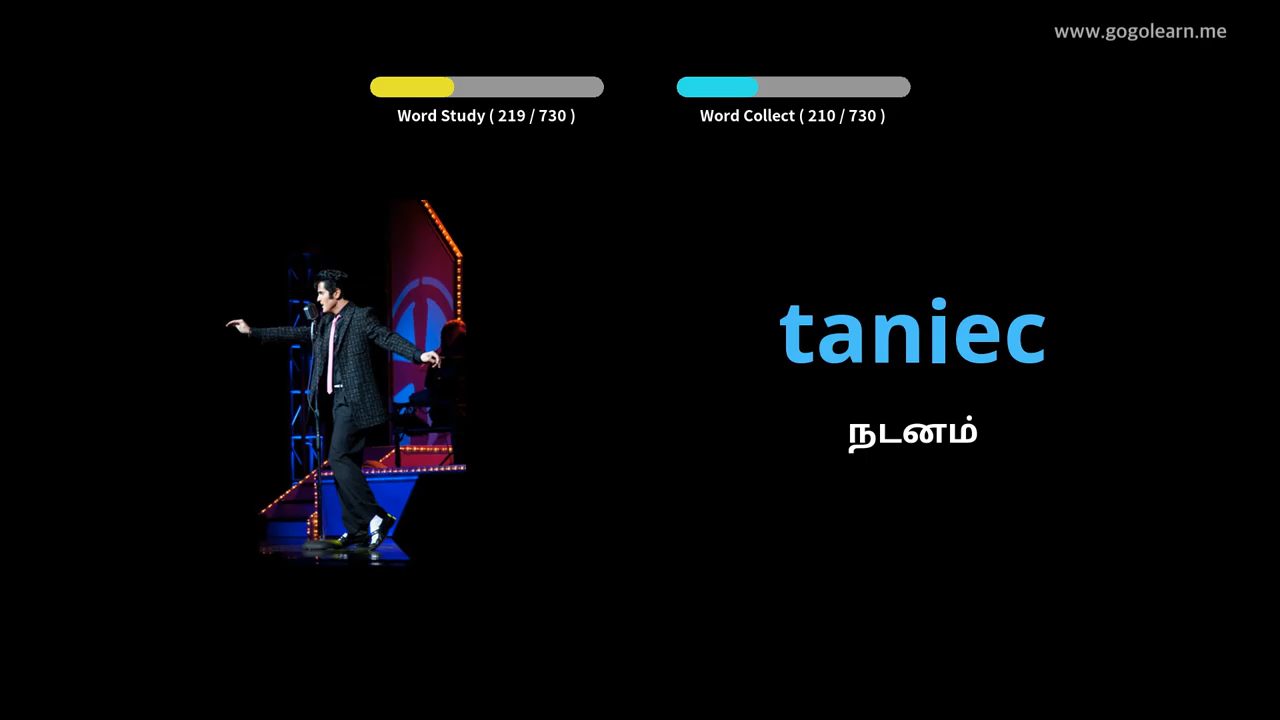 www.gogolearn.me
Word Study ( 219 / 730 )
Word Collect ( 210 / 730 )
taniec
நடனம்